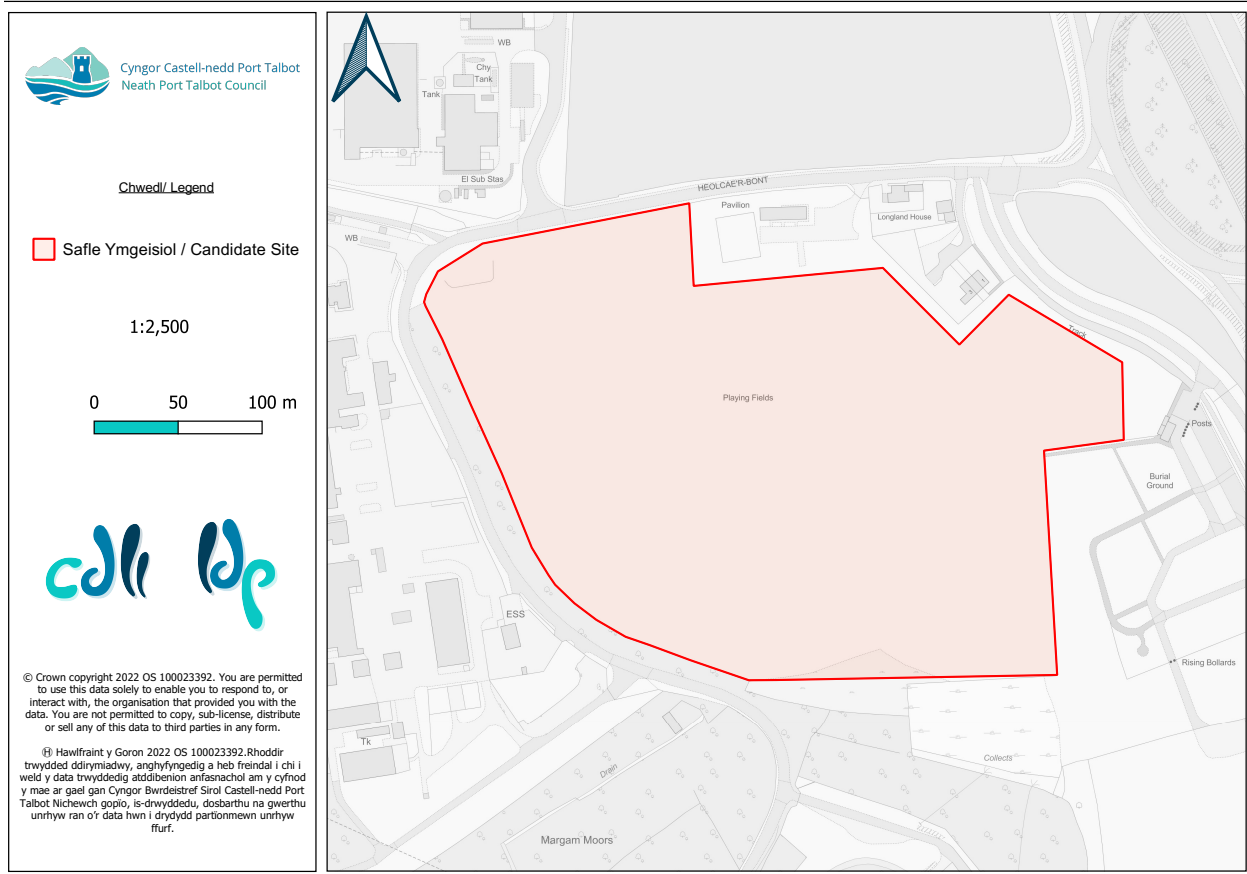 Cyngor Castell-nedd Port Talbot
Neath Port Talbot Council
Chwedl/ Legend
Safle Ymgeisiol / Candidate Site
1:2,500
0 50 100 m
cdll ldp
© Crown copyright 2022 OS 100023392. You are permitted
to use this data solely to enable you to respond to, or
interact with, the organisation that provided you with the
data. You are not permitted to copy, sub-license, distribute
or sell any of this data to third parties in any form.
Ⓗ Hawlfraint y Goron 2022 OS 100023392.Rhoddir
trwydded ddirymiadwy, anghyfyngedig a heb freindal i chi i
weld y data trwyddedig atddibenion anfasnachol am y cyfnod
y mae ar gael gan Cyngor Bwrdeistref Sirol Castell-nedd Port
Talbot Nichewch gopïo, is-drwyddedu, dosbarthu na gwerthu
unrhyw ran o'r data hwn i drydydd partïonmewn unrhyw
ffurf.
WB
Chy
Tank
Tank
El Sub Stas
HEOLCAE'R-BONT
Pavilion
Longland House
WB
Track
Playing Fields
Posts
Burial
Ground
ESS
Rising Bollards
Tk
Drain
Collects
Margam Moors